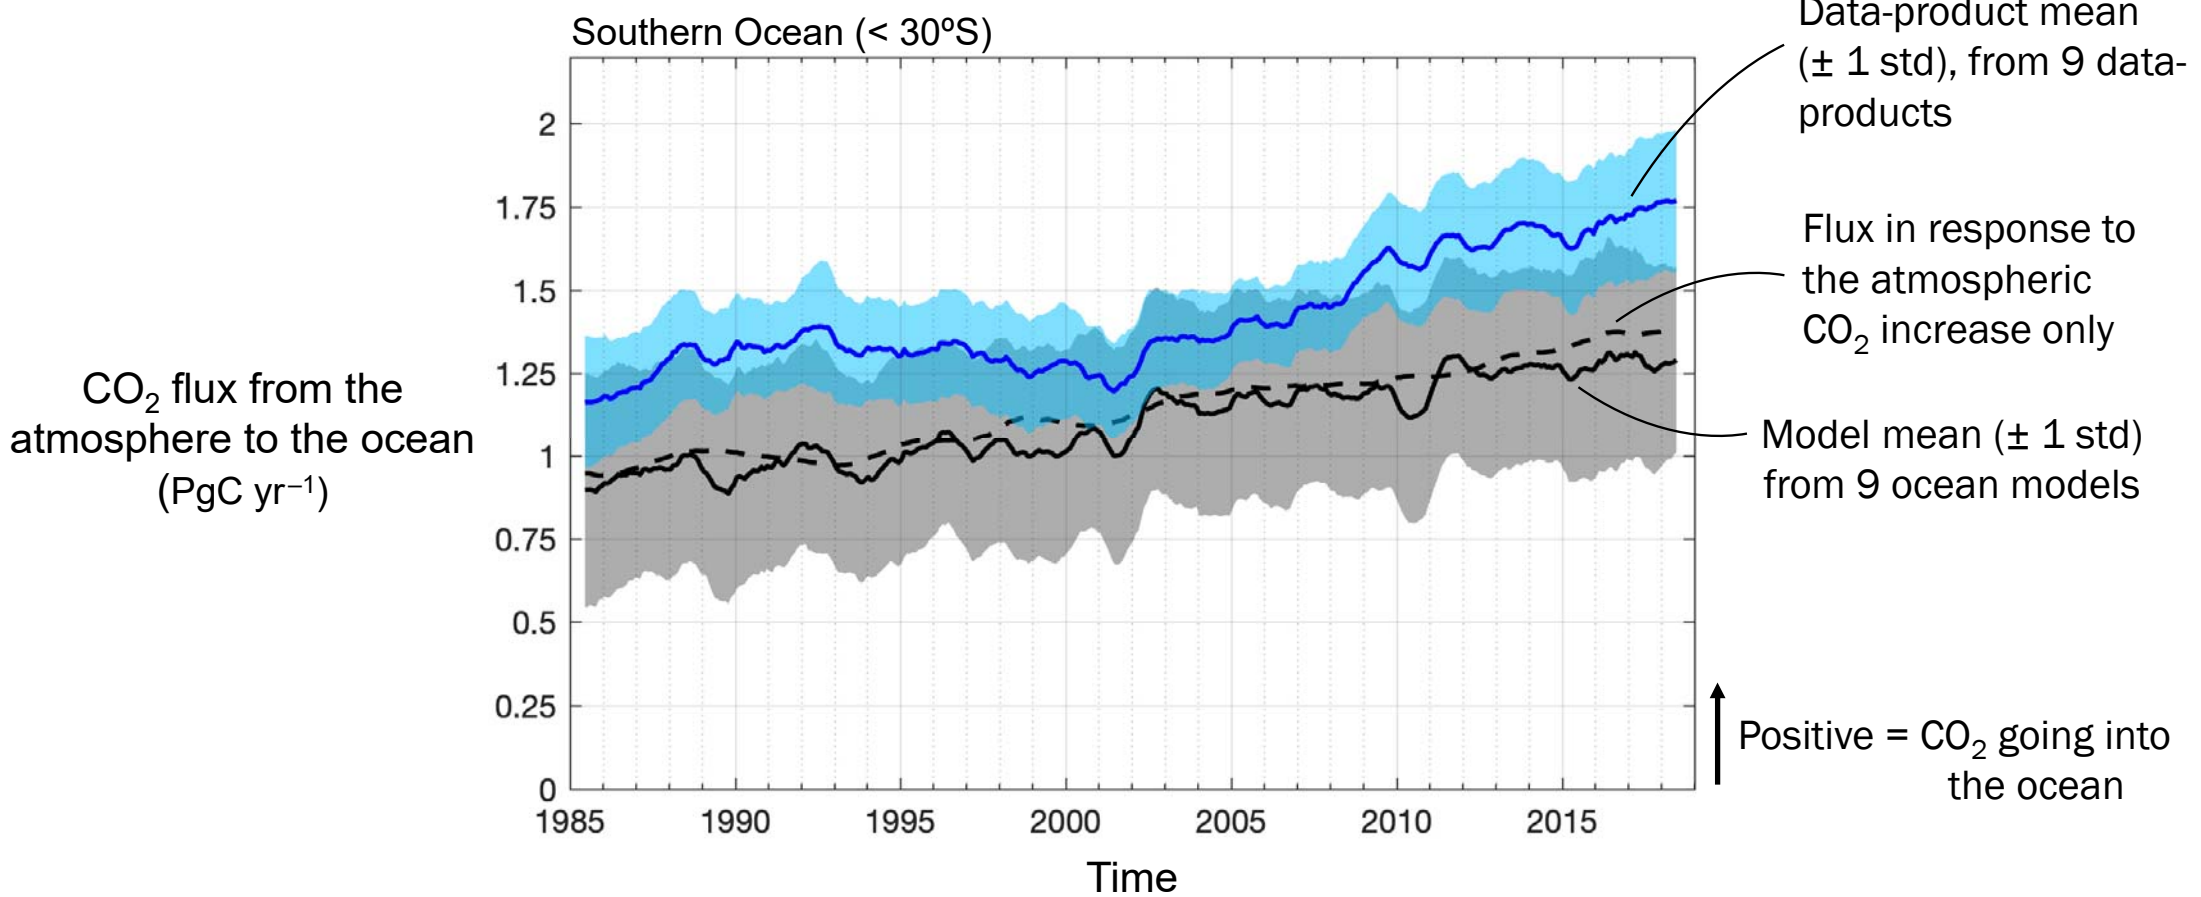 Southern Ocean (< 30ºS)
Data-product mean
(± 1 std), from 9 data-
products
Flux in response to
the atmospheric
CO₂ increase only
Model mean (± 1 std)
from 9 ocean models
Positive = CO₂ going into
the ocean
CO₂ flux from the
atmosphere to the ocean
(PgC yr⁻¹)
2
1.75
1.5
1.25
1
0.75
0.5
0.25
0
1985 1990 1995 2000 2005 2010 2015
Time